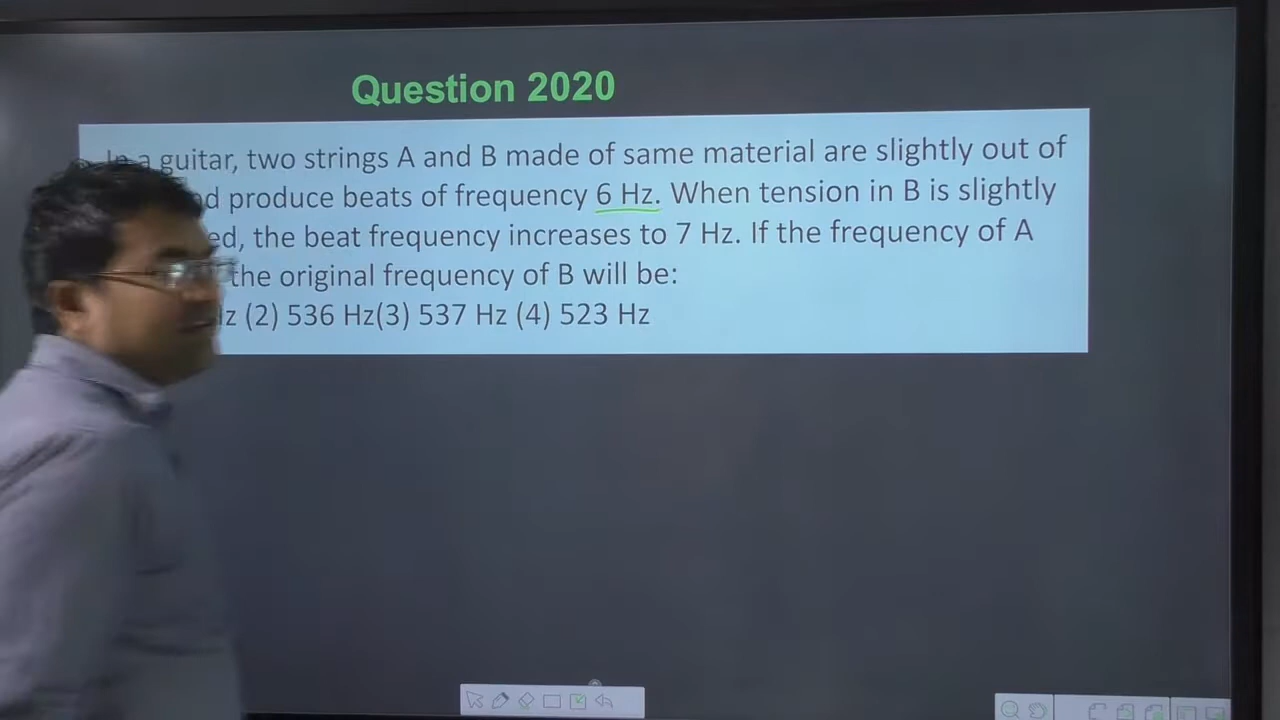 Question 2020
In a guitar, two strings A and B made of same material are slightly out of
produce beats of frequency 6 Hz. When tension in B is slightly
the beat frequency increases to 7 Hz. If the frequency of A
the original frequency of B will be:
(2) 536 Hz(3) 537 Hz (4) 523 Hz